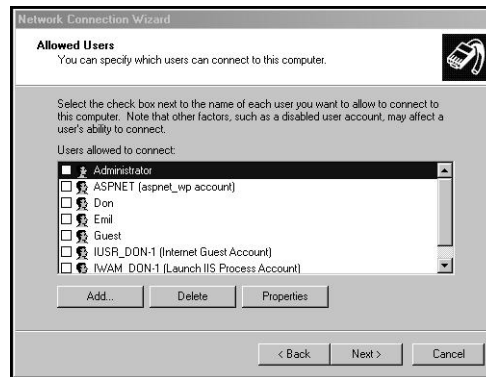 Network Connection Wizard
Allowed Users
You can specify which users can connect to this computer.
Select the check box next to the name of each user you want to allow to connect to
this computer. Note that other factors, such as a disabled user account, may affect a
user's ability to connect.
Users allowed to connect:
Administrator
ASPNET (aspnet_wp account)
Don
Emil
Guest
IUSR_DON-1 (Internet Guest Account)
IWAM_DON-1 (Launch IIS Process Account)
Add... Delete Properties
< Back Next > Cancel